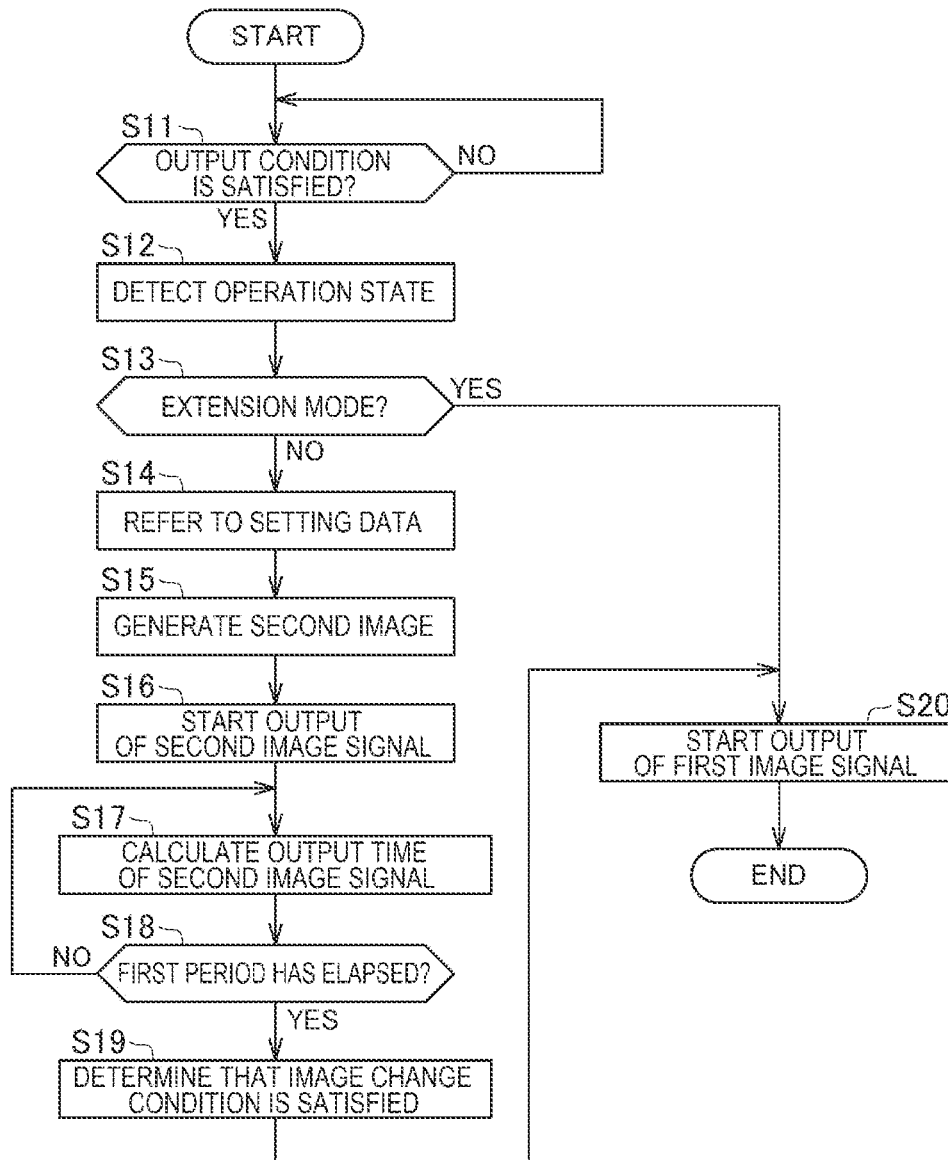 START
S11
OUTPUT CONDITION
IS SATISFIED?
NO
YES
S12
DETECT OPERATION STATE
S13
EXTENSION MODE?
YES
NO
S14
REFER TO SETTING DATA
S15
GENERATE SECOND IMAGE
S16
START OUTPUT
OF SECOND IMAGE SIGNAL
S17
CALCULATE OUTPUT TIME
OF SECOND IMAGE SIGNAL
S18
NO
FIRST PERIOD HAS ELAPSED?
YES
S19
DETERMINE THAT IMAGE CHANGE
CONDITION IS SATISFIED
S20
START OUTPUT
OF FIRST IMAGE SIGNAL
END